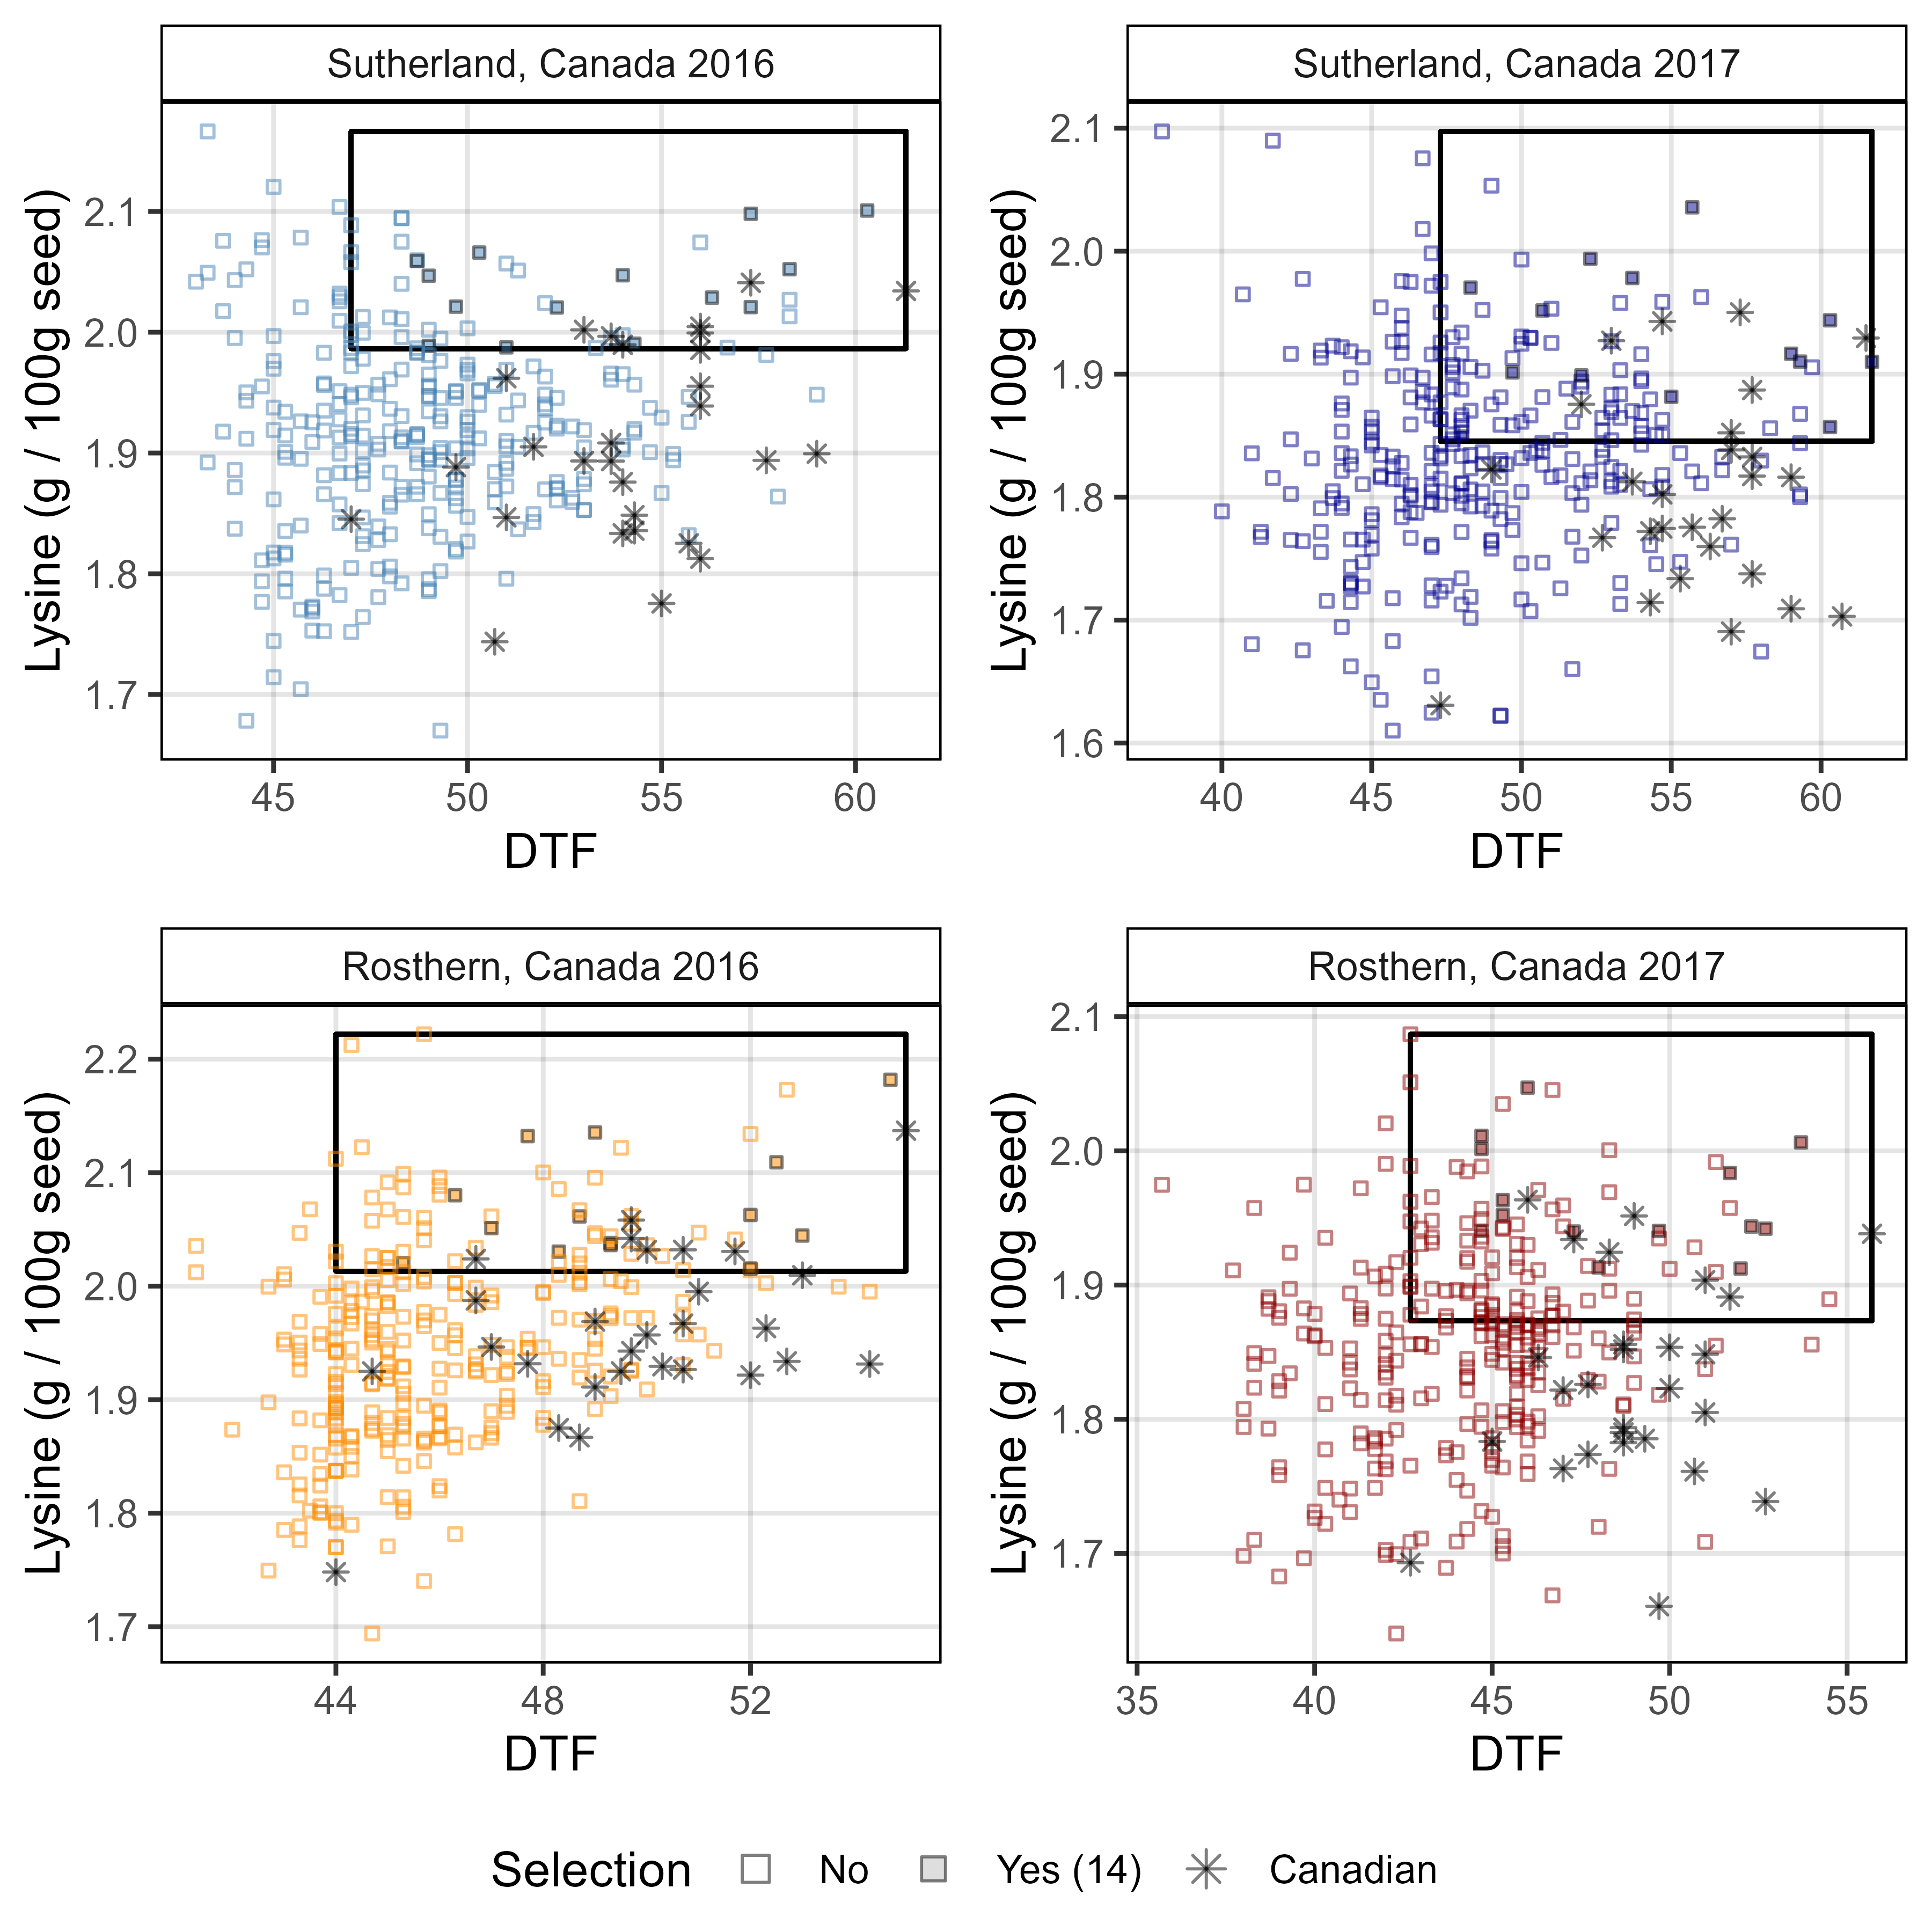 Sutherland, Canada 2016
Lysine (g / 100g seed)
2.1
2.0
1.9
1.8
1.7
45 50 55 60
DTF
Sutherland, Canada 2017
Lysine (g / 100g seed)
2.1
2.0
1.9
1.8
1.7
1.6
40 45 50 55 60
DTF
Rosthern, Canada 2016
Lysine (g / 100g seed)
2.2
2.1
2.0
1.9
1.8
1.7
44 48 52
DTF
Rosthern, Canada 2017
Lysine (g / 100g seed)
2.1
2.0
1.9
1.8
1.7
35 40 45 50 55
DTF
Selection No Yes (14) Canadian